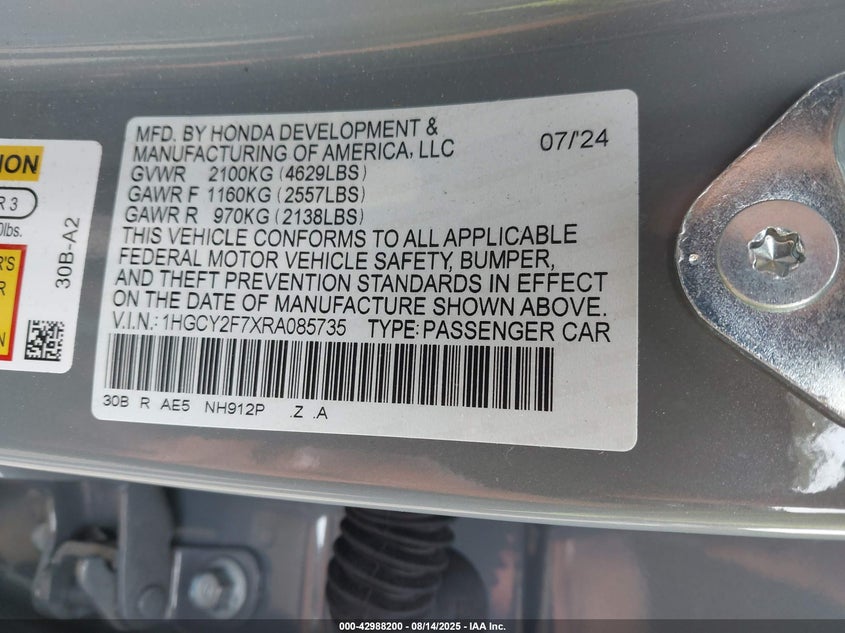 MFD. BY HONDA DEVELOPMENT &
MANUFACTURING OF AMERICA, LLC 07/'24
GVWR 2100KG (4629LBS)
GAWR F 1160KG (2557LBS)
GAWR R 970KG (2138LBS)
THIS VEHICLE CONFORMS TO ALL APPLICABLE
FEDERAL MOTOR VEHICLE SAFETY, BUMPER,
AND THEFT PREVENTION STANDARDS IN EFFECT
ON THE DATE OF MANUFACTURE SHOWN ABOVE.
V.I.N.: 1HGCY2F7XRA085735 TYPE: PASSENGER CAR
30B R AE5 NH912P .Z .A
30B-A2
R 3
lbs.
000-42988200 - 08/14/2025 - IAA Inc.